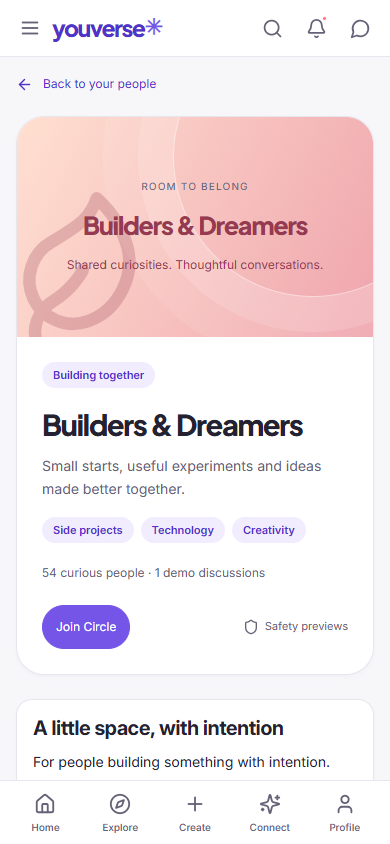 youverse*
Back to your people
ROOM TO BELONG
Builders & Dreamers
Shared curiosities. Thoughtful conversations.
Building together
Builders & Dreamers
Small starts, useful experiments and ideas
made better together.
Side projects Technology Creativity
54 curious people · 1 demo discussions
Join Circle Safety previews
A little space, with intention
For people building something with intention.
Home Explore Create Connect Profile